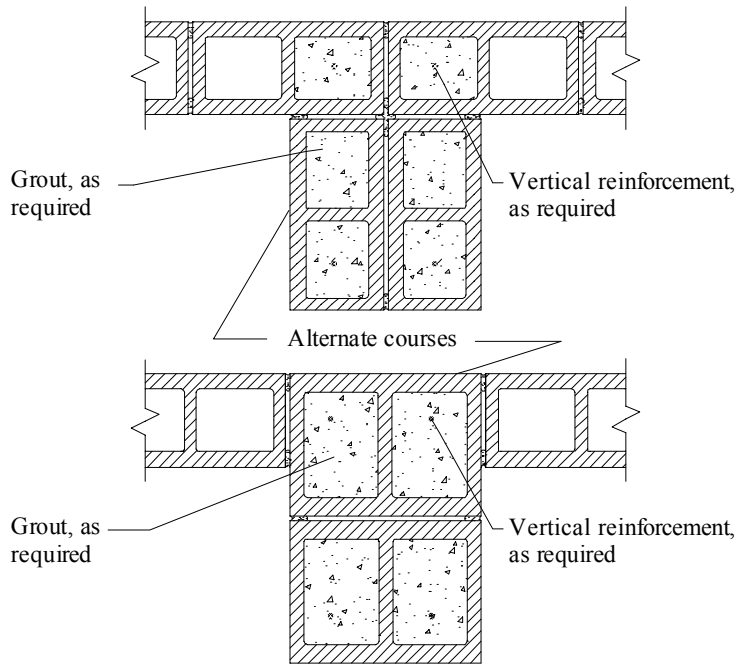 Grout, as
required
Vertical reinforcement,
as required
Alternate courses
Grout, as
required
Vertical reinforcement,
as required